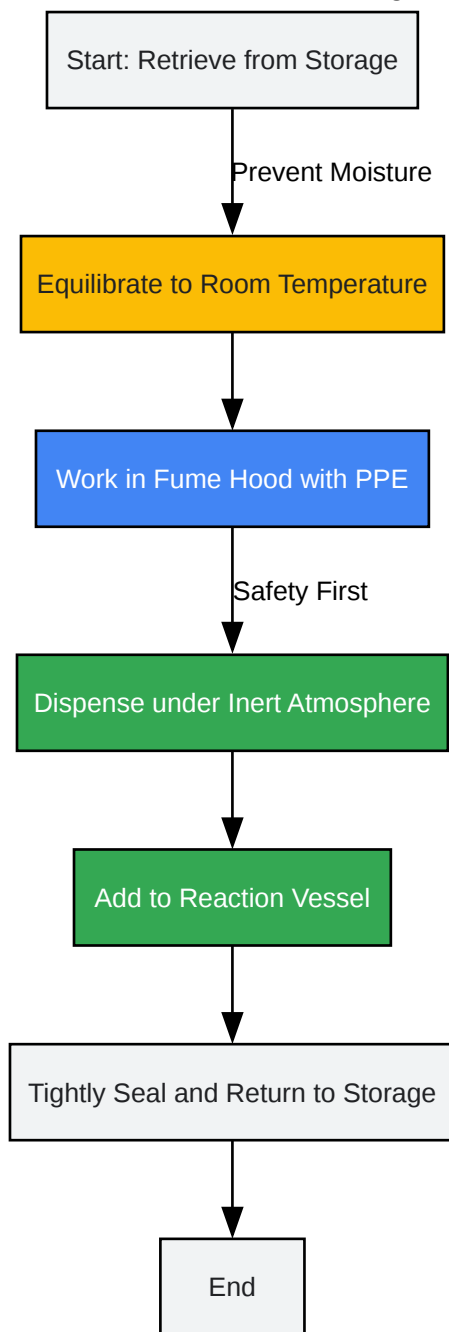 Start: Retrieve from Storage
Prevent Moisture
Equilibrate to Room Temperature
Work in Fume Hood with PPE
Safety First
Dispense under Inert Atmosphere
Add to Reaction Vessel
Tightly Seal and Return to Storage
End